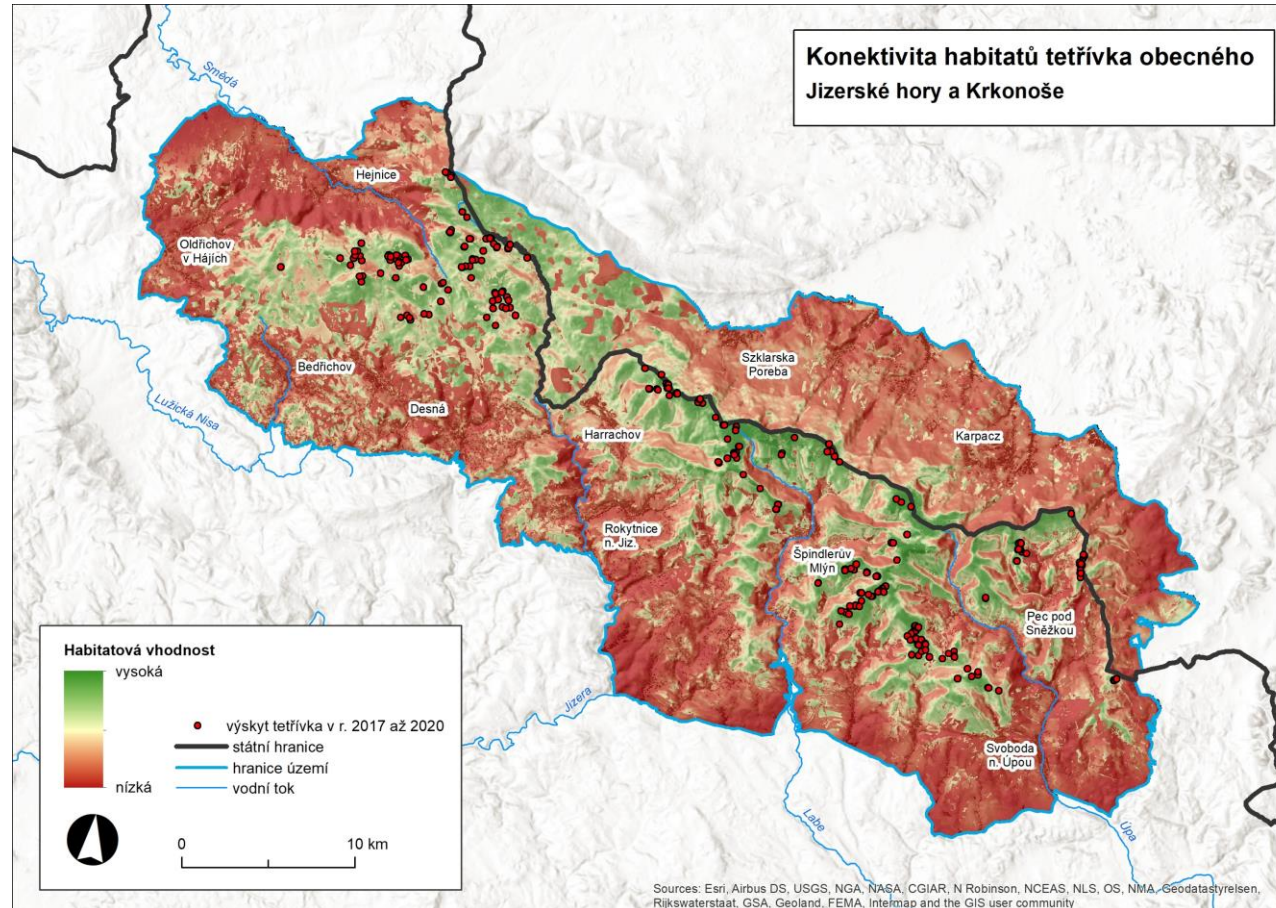 Konektivita habitatů tetřívka obecného
Jizerské hory a Krkonoše
Smědá
Hejnice
Oldřichov
v Hájích
Bedřichov
Lužická Nisa
Desná
Szklarska
Poreba
Harrachov
Karpacz
Rokytnice
n. Jiz.
Špindlerův
Mlýn
Pec pod
Sněžkou
Svoboda
n. Úpou
Jizera
Labe
Úpa
Habitatová vhodnost
vysoká
nízká
výskyt tetřívka v r. 2017 až 2020
státní hranice
hranice území
vodní tok
0 10 km
Sources: Esri, Airbus DS, USGS, NGA, NASA, CGIAR, N Robinson, NCEAS, NLS, OS, NMA, Geodatastyrelsen,
Rijkswaterstaat, GSA, Geoland, FEMA, Intermap and the GIS user community